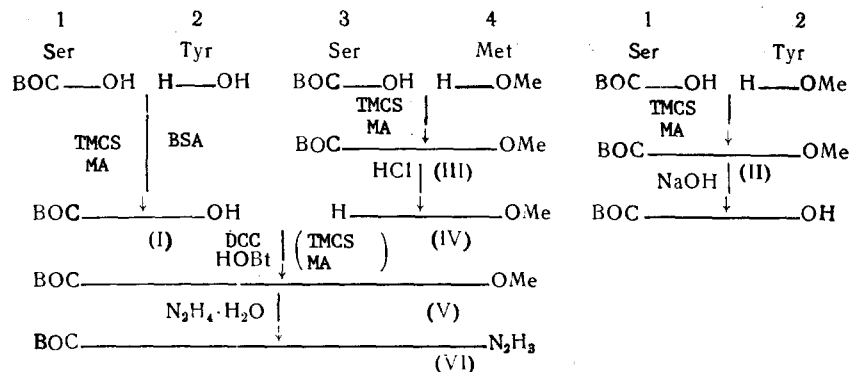 1 2 3 4 1 2
Ser Tyr Ser Met Ser Tyr
BOC OH H OH BOC OH H OMe BOC OH H OMe
TMCS MA BSA TMCS MA TMCS MA
BOC OMe BOC OMe
HCl (III) NaOH (II)
BOC OH H OMe BOC OH
(I) DCC HOBt (TMCS MA) (IV)
BOC OMe
N₂H₄·H₂O (V)
BOC N₂H₃
(VI)